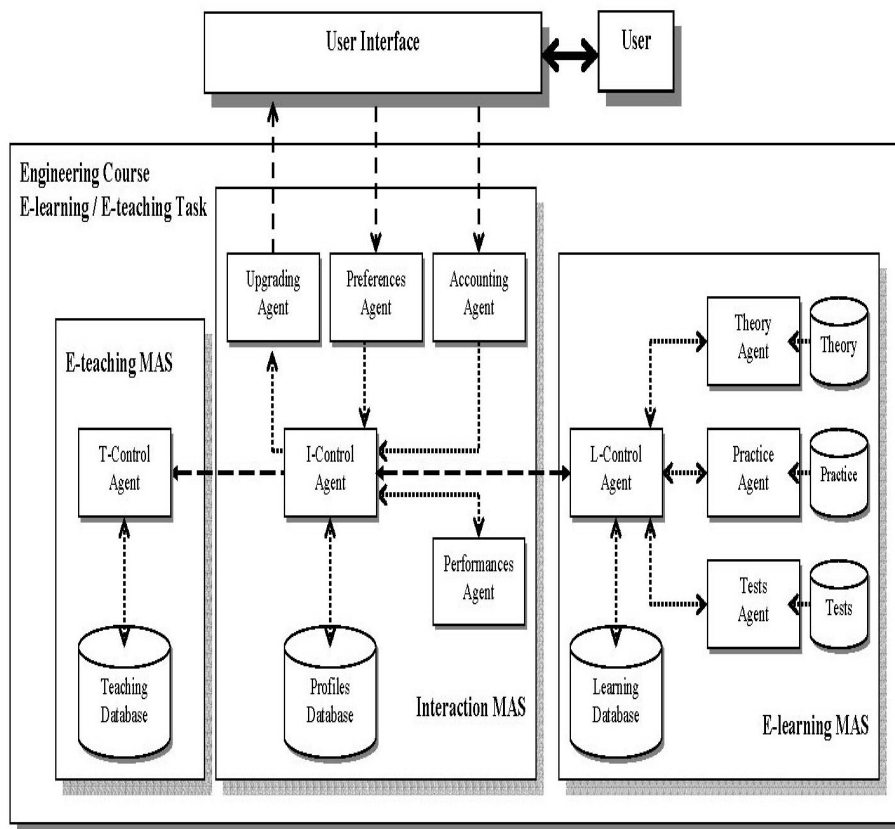 User Interface
User
Engineering Course
E-learning / E-teaching Task
Upgrading
Agent
Preferences
Agent
Accounting
Agent
Theory
Agent
Theory
E-teaching MAS
T-Control
Agent
I-Control
Agent
L-Control
Agent
Practice
Agent
Practice
Performances
Agent
Tests
Agent
Tests
Teaching
Database
Profiles
Database
Interaction MAS
Learning
Database
E-learning MAS